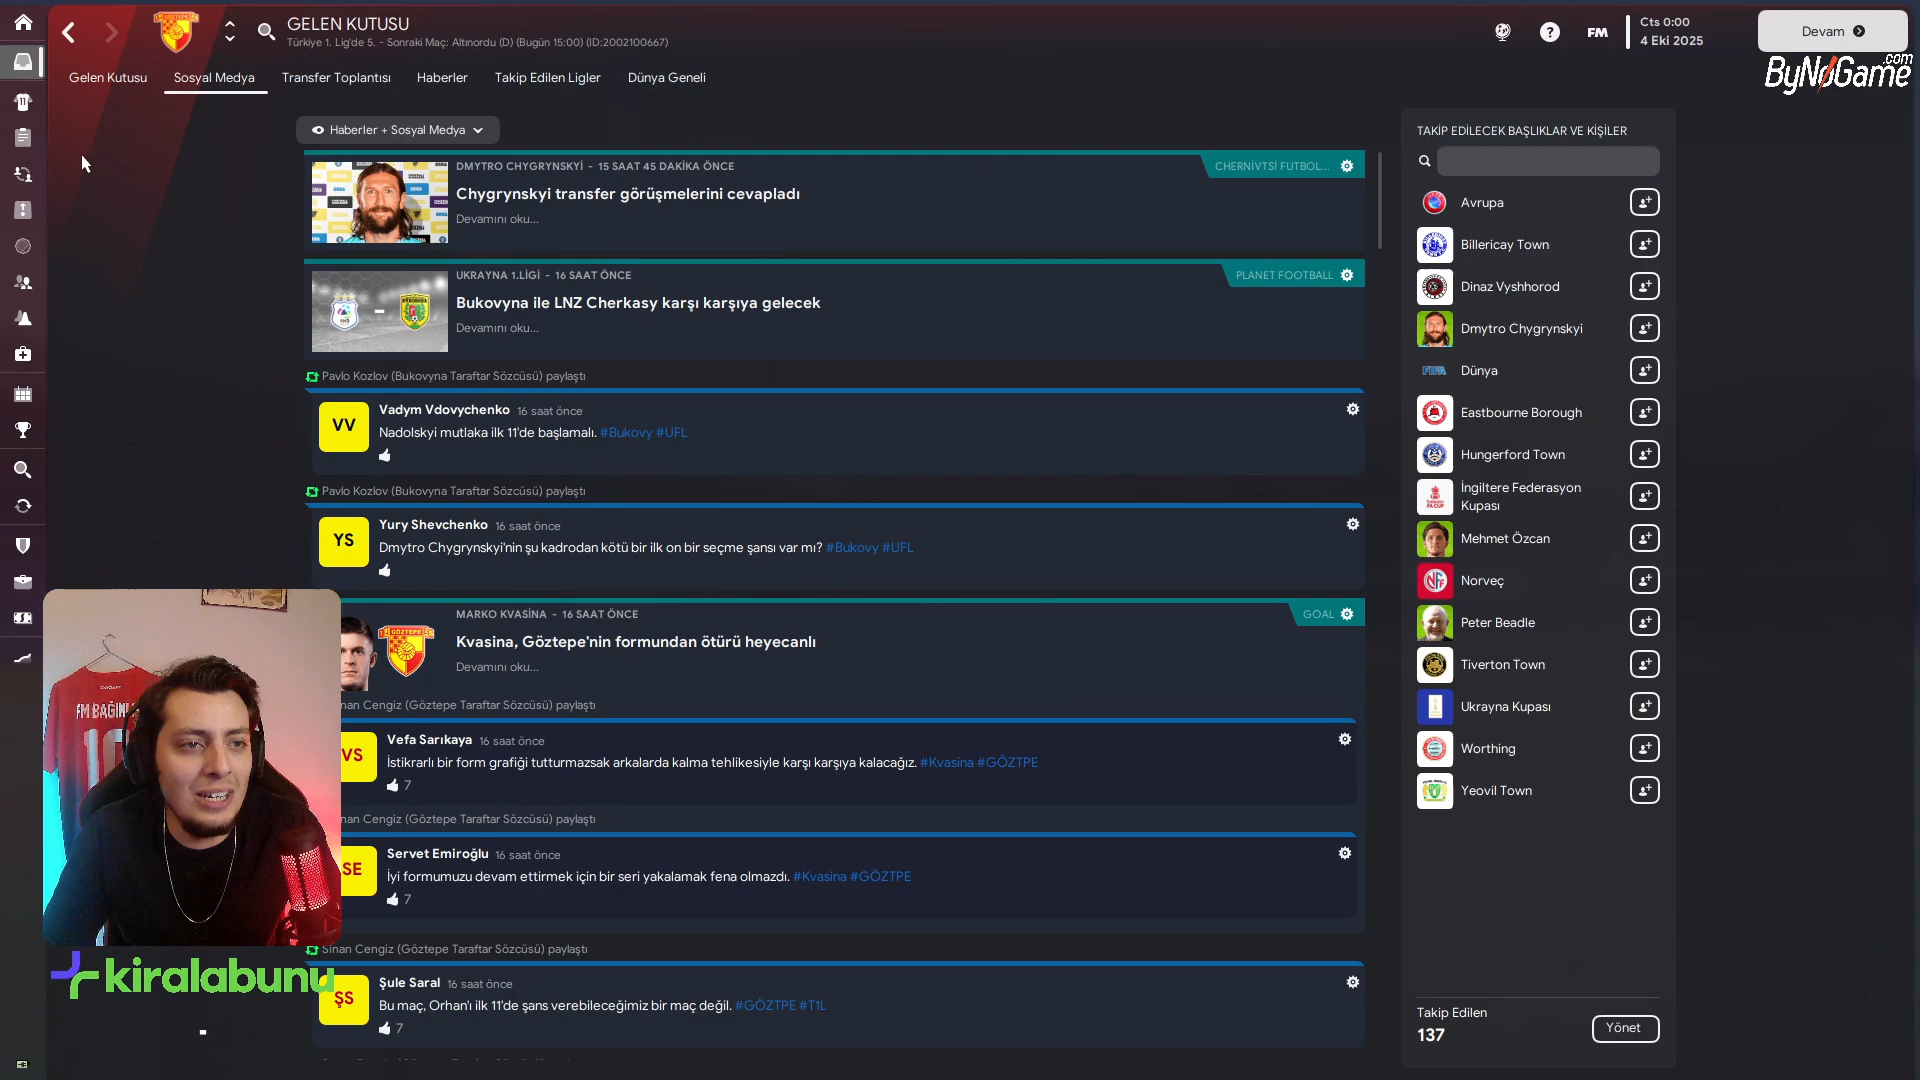 GELEN KUTUSU
Türkiye 1. Lig'de 5. - Sonraki Maç: Altınordu (D) (Bugün 15:00) (ID:2002100667)
FM
Cts 0:00
4 Eki 2025
Devam
ByNoGame.com
Gelen Kutusu
Sosyal Medya
Transfer Toplantısı
Haberler
Takip Edilen Ligler
Dünya Geneli
Haberler + Sosyal Medya
DMYTRO CHYGRYNSKYİ - 15 SAAT 45 DAKİKA ÖNCE
CHERNİVTSİ FUTBOL...
Chygrynskyi transfer görüşmelerini cevapladı
Devamını oku...
UKRAYNA 1.LİGİ - 16 SAAT ÖNCE
PLANET FOOTBALL
Bukovyna ile LNZ Cherkasy karşı karşıya gelecek
Devamını oku...
Pavlo Kozlov (Bukovyna Taraftar Sözcüsü) paylaştı
VV
Vadym Vdovychenko 16 saat önce
Nadolskyi mutlaka ilk 11'de başlamalı. #Bukovy #UFL
Pavlo Kozlov (Bukovyna Taraftar Sözcüsü) paylaştı
YS
Yury Shevchenko 16 saat önce
Dmytro Chygrynskyi'nin şu kadrodan kötü bir ilk on bir seçme şansı var mı? #Bukovy #UFL
MARKO KVASİNA - 16 SAAT ÖNCE
GOAL
GÖZTEPE
Kvasina, Göztepe'nin formundan ötürü heyecanlı
Devamını oku...
nan Cengiz (Göztepe Taraftar Sözcüsü) paylaştı
VS
Vefa Sarıkaya 16 saat önce
İstikrarlı bir form grafiği tutturmazsak arkalarda kalma tehlikesiyle karşı karşıya kalacağız. #Kvasina #GÖZTPE
7
nan Cengiz (Göztepe Taraftar Sözcüsü) paylaştı
SE
Servet Emiroğlu 16 saat önce
İyi formumuzu devam ettirmek için bir seri yakalamak fena olmazdı. #Kvasina #GÖZTPE
7
Sinan Cengiz (Göztepe Taraftar Sözcüsü) paylaştı
ŞS
Şule Saral 16 saat önce
Bu maç, Orhan'ı ilk 11'de şans verebileceğimiz bir maç değil. #GÖZTPE #T1L
7
TAKİP EDİLECEK BAŞLIKLAR VE KİŞİLER
Avrupa
Billericay Town
Dinaz Vyshhorod
Dmytro Chygrynskyi
FIFA
Dünya
Eastbourne Borough
Hungerford Town
İngiltere Federasyon
Kupası
Mehmet Özcan
Norveç
Peter Beadle
Tiverton Town
Ukrayna Kupası
Worthing
Yeovil Town
Takip Edilen
137
Yönet
FM BAĞIML
10
kiralabunu